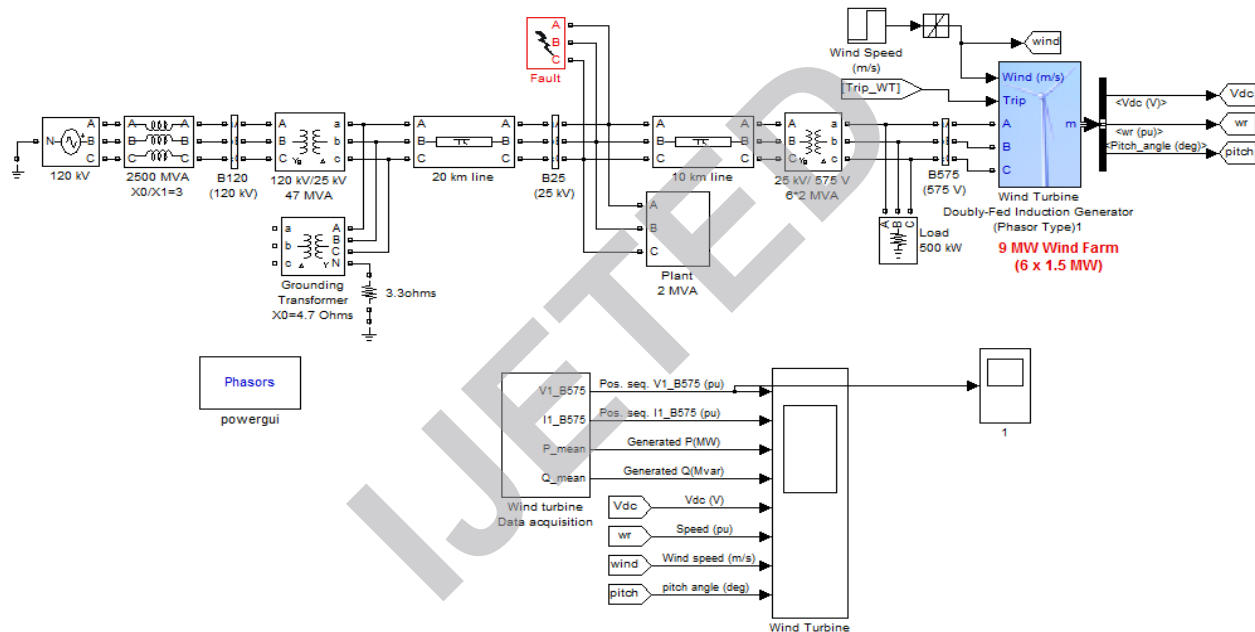 A
B
C
Fault
Wind Speed
(m/s)
wind
[Trip_WT]
Wind (m/s)
Trip
A
B
C
m
<Vdc (V)>
<wr (pu)>
<Pitch_angle (deg)>
Vdc
wr
pitch
N
A
B
C
120 kV
A A
B B
C C
2500 MVA
X0/X1=3
B120
(120 kV)
A a
B b
C c
Yg
120 kV/25 kV
47 MVA
A A
B B
C C
20 km line
B25
(25 kV)
A A
B B
C C
10 km line
A a
B b
C c
Yg
25 kV/ 575 V
6*2 MVA
B575
(575 V)
A B C
Load
500 kW
Wind Turbine
Doubly-Fed Induction Generator
(Phasor Type)1
9 MW Wind Farm
(6 x 1.5 MW)
A
B
C
Plant
2 MVA
a A
b B
c C
Y N
Grounding
Transformer
X0=4.7 Ohms
3.3ohms
Phasors
powergui
V1_B575
I1_B575
P_mean
Q_mean
Wind turbine
Data acquisition
Pos. seq. V1_B575 (pu)
Pos. seq. I1_B575 (pu)
Generated P(MW)
Generated Q(Mvar)
Vdc
Vdc (V)
wr
Speed (pu)
wind
Wind speed (m/s)
pitch
pitch angle (deg)
Wind Turbine
1
IJETED